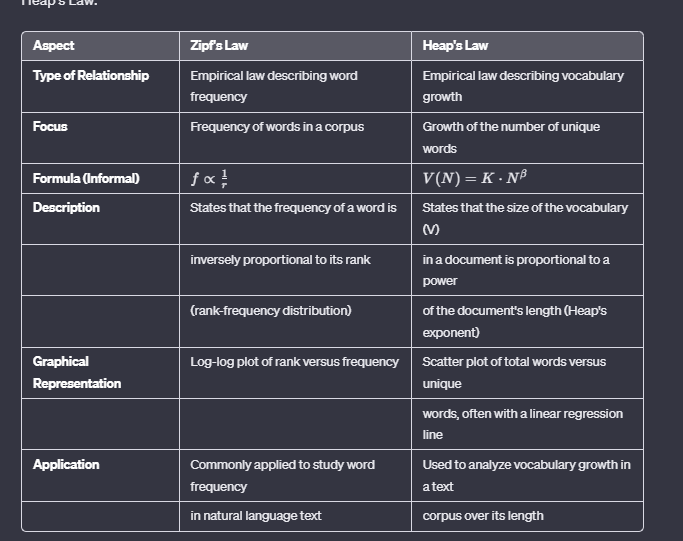 Heap's Law.
Aspect Zipf's Law Heap's Law
Type of Relationship Empirical law describing word Empirical law describing vocabulary
frequency growth
Focus Frequency of words in a corpus Growth of the number of unique
words
Formula (Informal) f ∝ 1/r V(N) = K · N^β
Description States that the frequency of a word is States that the size of the vocabulary
(V)
inversely proportional to its rank in a document is proportional to a
power
(rank-frequency distribution) of the document's length (Heap's
exponent)
Graphical Log-log plot of rank versus frequency Scatter plot of total words versus
Representation unique
words, often with a linear regression
line
Application Commonly applied to study word Used to analyze vocabulary growth in
frequency a text
in natural language text corpus over its length